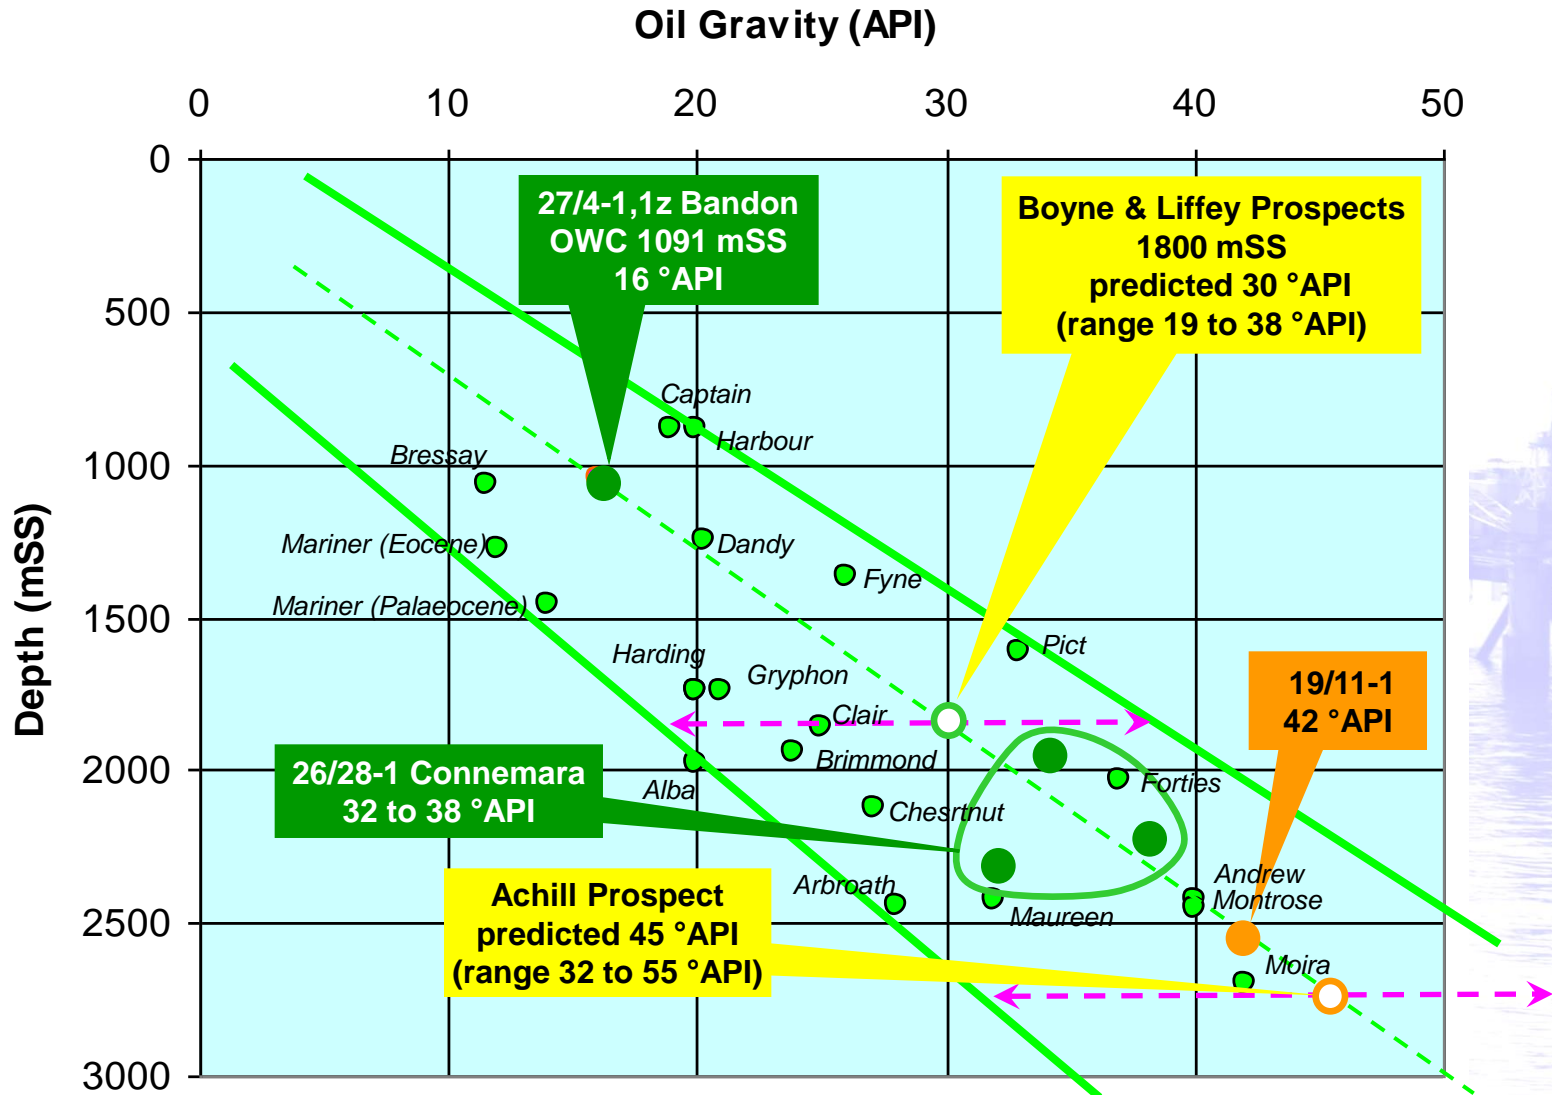 Oil Gravity (API)
0 10 20 30 40 50
0
500
1000
1500
2000
2500
3000
Depth (mSS)
27/4-1,1z Bandon
OWC 1091 mSS
16 °API
Boyne & Liffey Prospects
1800 mSS
predicted 30 °API
(range 19 to 38 °API)
Captain
Harbour
Bressay
Mariner (Eocene)
Dandy
Fyne
Mariner (Palaeocene)
Harding
Gryphon
Pict
19/11-1
42 °API
Clair
Brimmond
26/28-1 Connemara
32 to 38 °API
Alba
Forties
Chesrtnut
Arbroath
Andrew
Montrose
Maureen
Achill Prospect
predicted 45 °API
(range 32 to 55 °API)
Moira